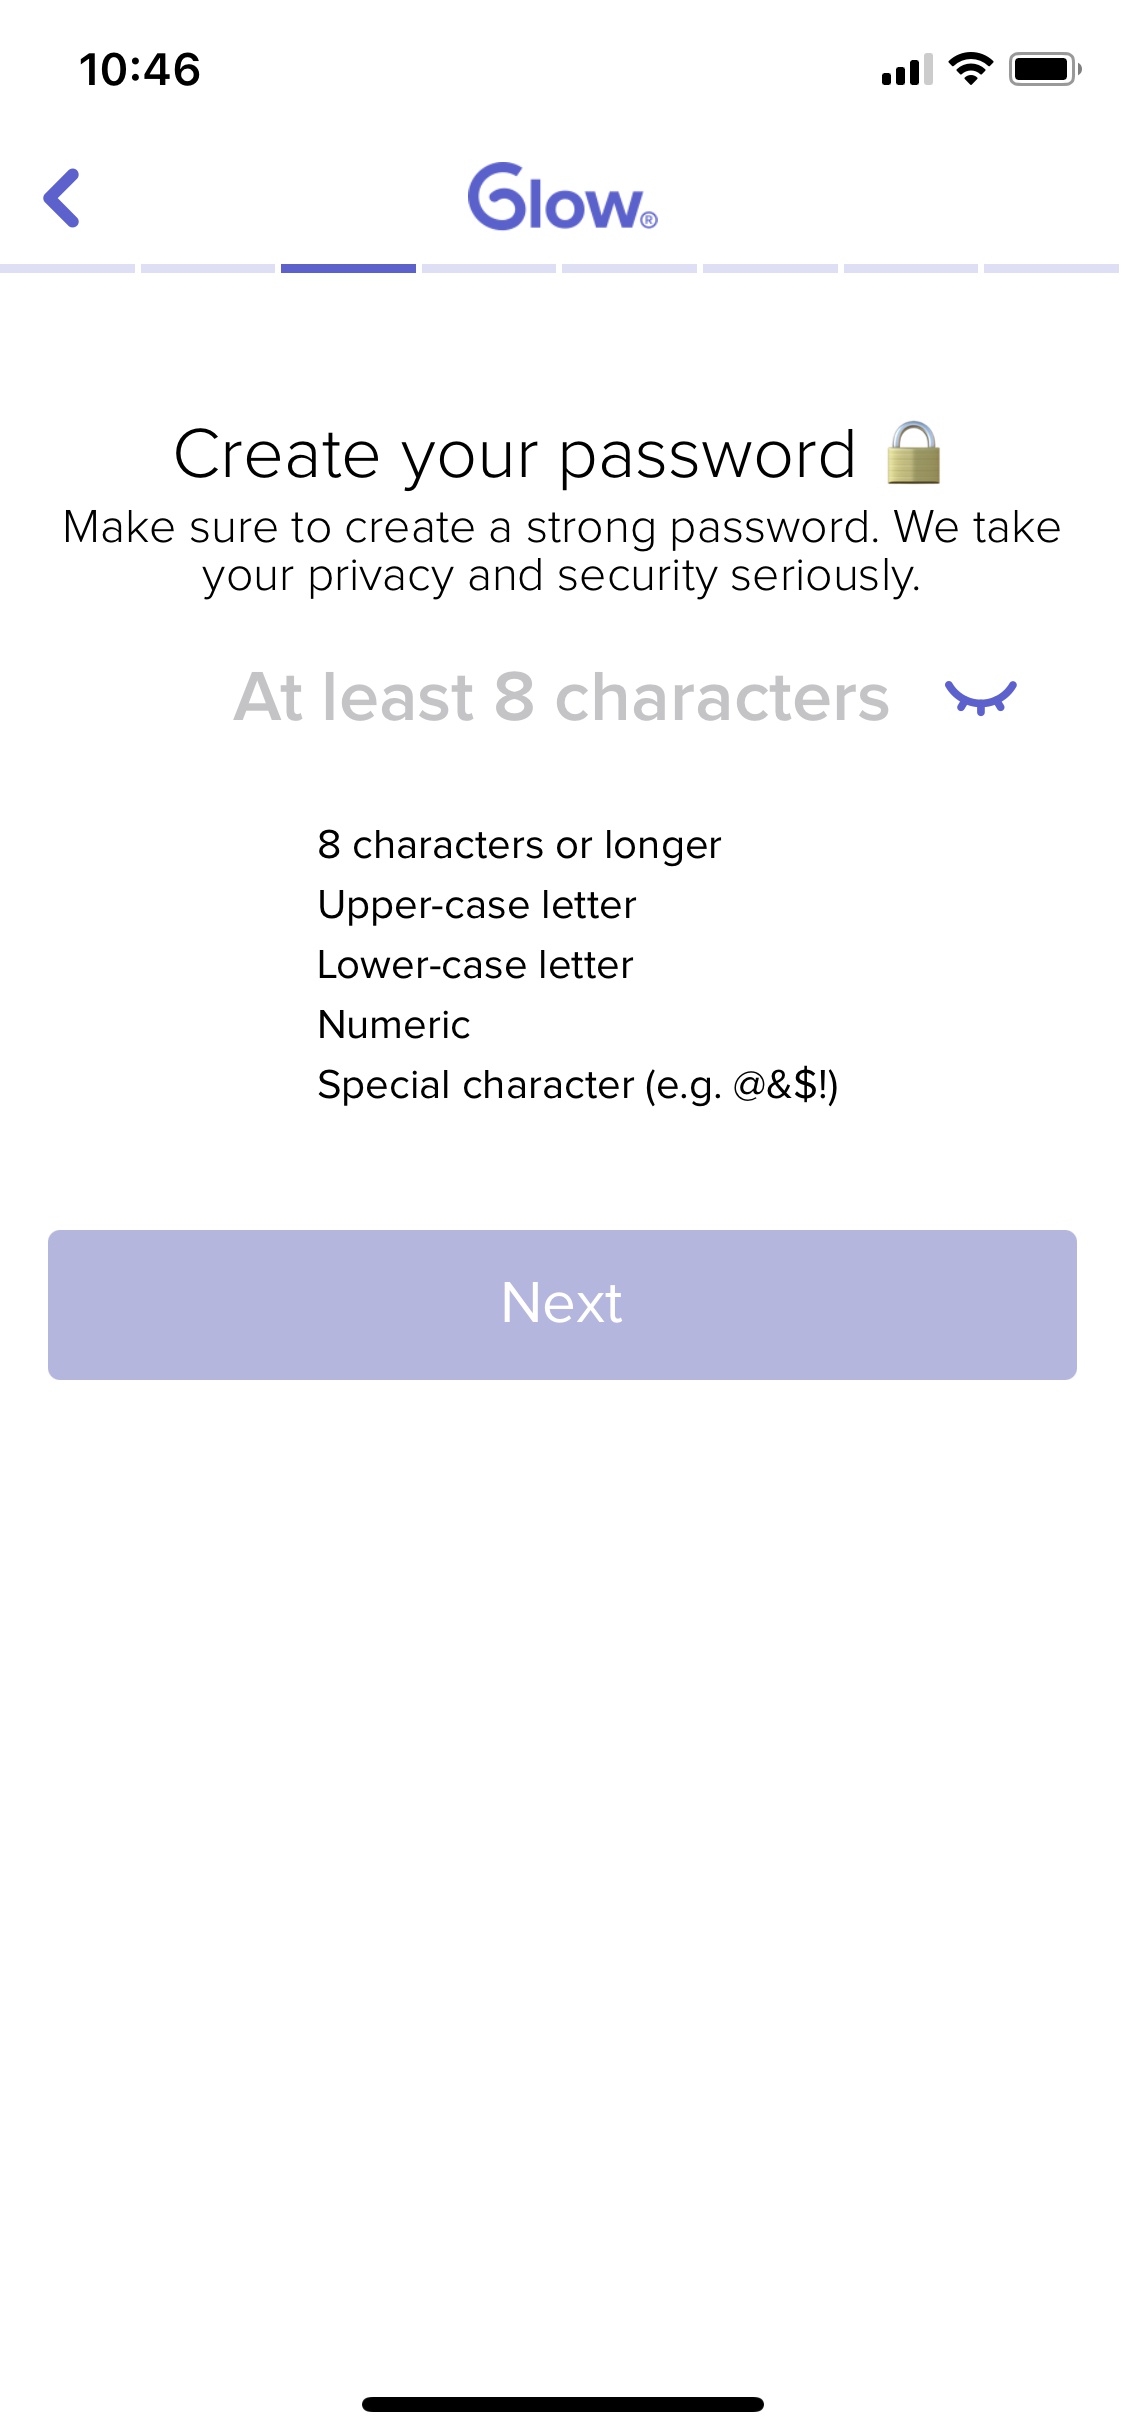 10:46
Glow®
Create your password 🔒
Make sure to create a strong password. We take
your privacy and security seriously.
At least 8 characters
8 characters or longer
Upper-case letter
Lower-case letter
Numeric
Special character (e.g. @&$!)
Next